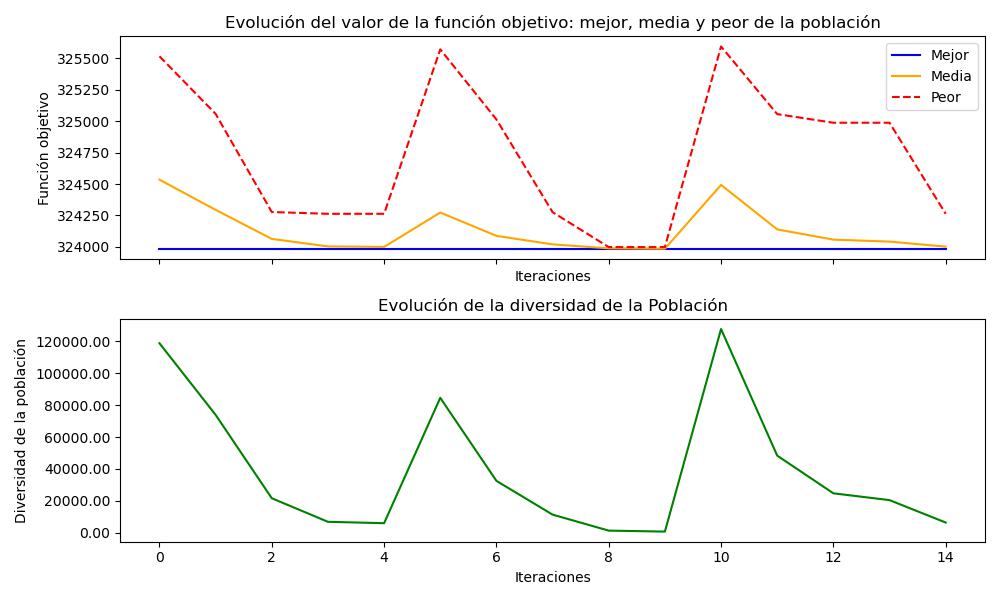 Evolución del valor de la función objetivo: mejor, media y peor de la población
325500
325250
325000
324750
324500
324250
324000
Función objetivo
Mejor
Media
Peor
Iteraciones
Evolución de la diversidad de la Población
120000.00
100000.00
80000.00
60000.00
40000.00
20000.00
0.00
Diversidad de la población
0 2 4 6 8 10 12 14
Iteraciones